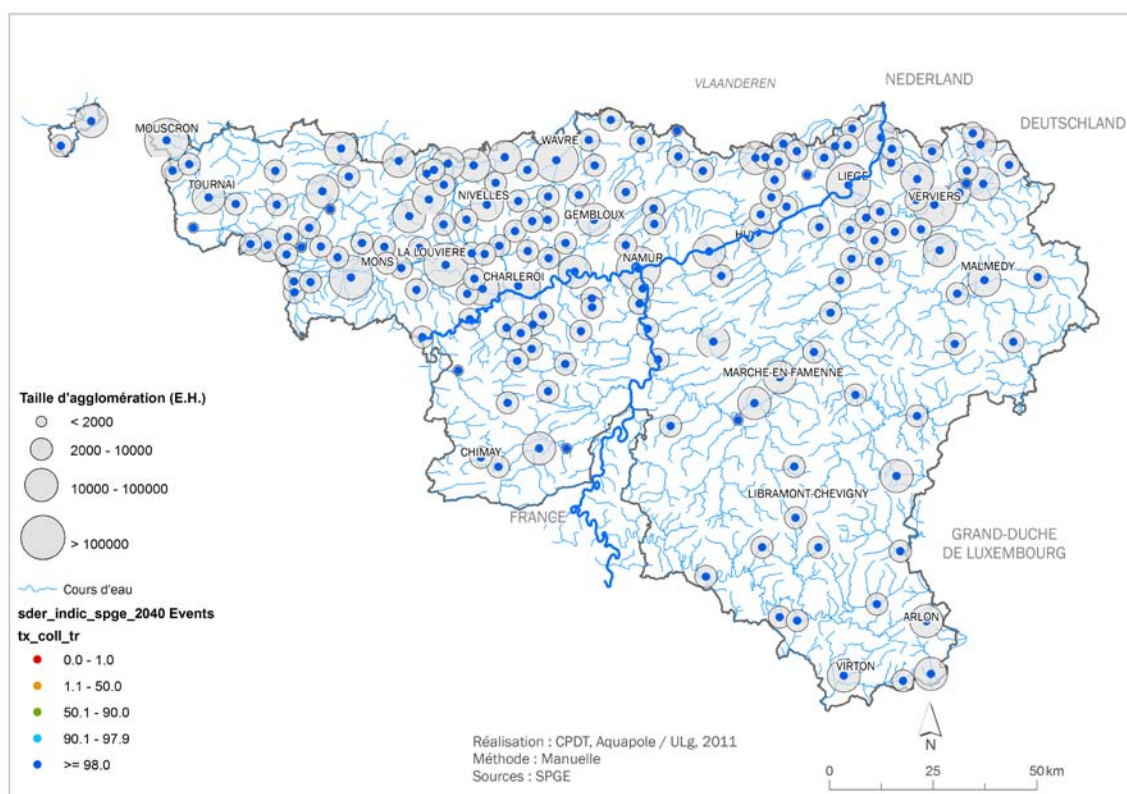 VLAANDEREN
NEDERLAND
DEUTSCHLAND
MOUSCRON
WAVRE
TOURNAI
LIEGE
VERVIERS
NIVELLES
GEMBLOUX
HUY
LA LOUVIERE
MONS
NAMUR
CHARLEROI
MALMEDY
MARCHE-EN-FAMENNE
CHIMAY
LIBRAMONT-CHEVIGNY
FRANCE
GRAND-DUCHE
DE LUXEMBOURG
ARLON
VIRTON
Taille d'agglomération (E.H.)
< 2000
2000 - 10000
10000 - 100000
> 100000
Cours d'eau
sder_indic_spge_2040 Events
tx_coll_tr
0.0 - 1.0
1.1 - 50.0
50.1 - 90.0
90.1 - 97.9
>= 98.0
Réalisation : CPDT, Aquapole / ULg, 2011
Méthode : Manuelle
Sources : SPGE
N
0 25 50 km